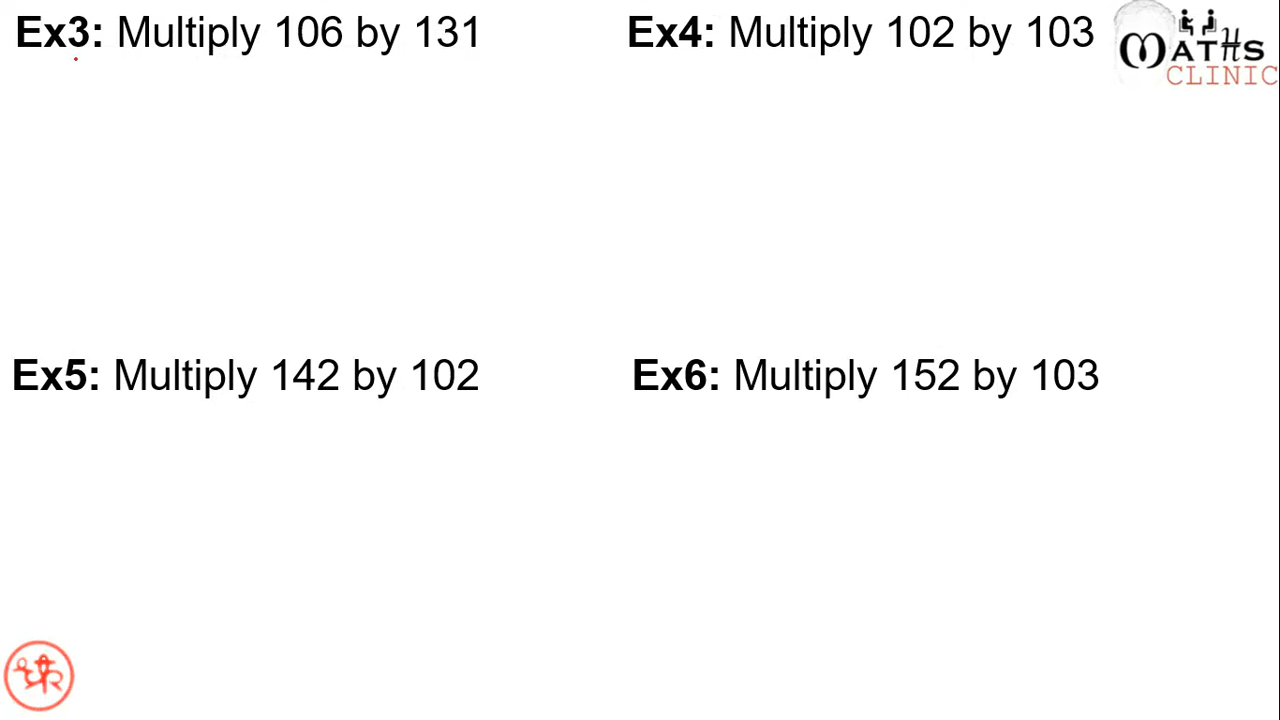 Ex3: Multiply 106 by 131
Ex4: Multiply 102 by 103
MATHS
CLINIC
Ex5: Multiply 142 by 102
Ex6: Multiply 152 by 103